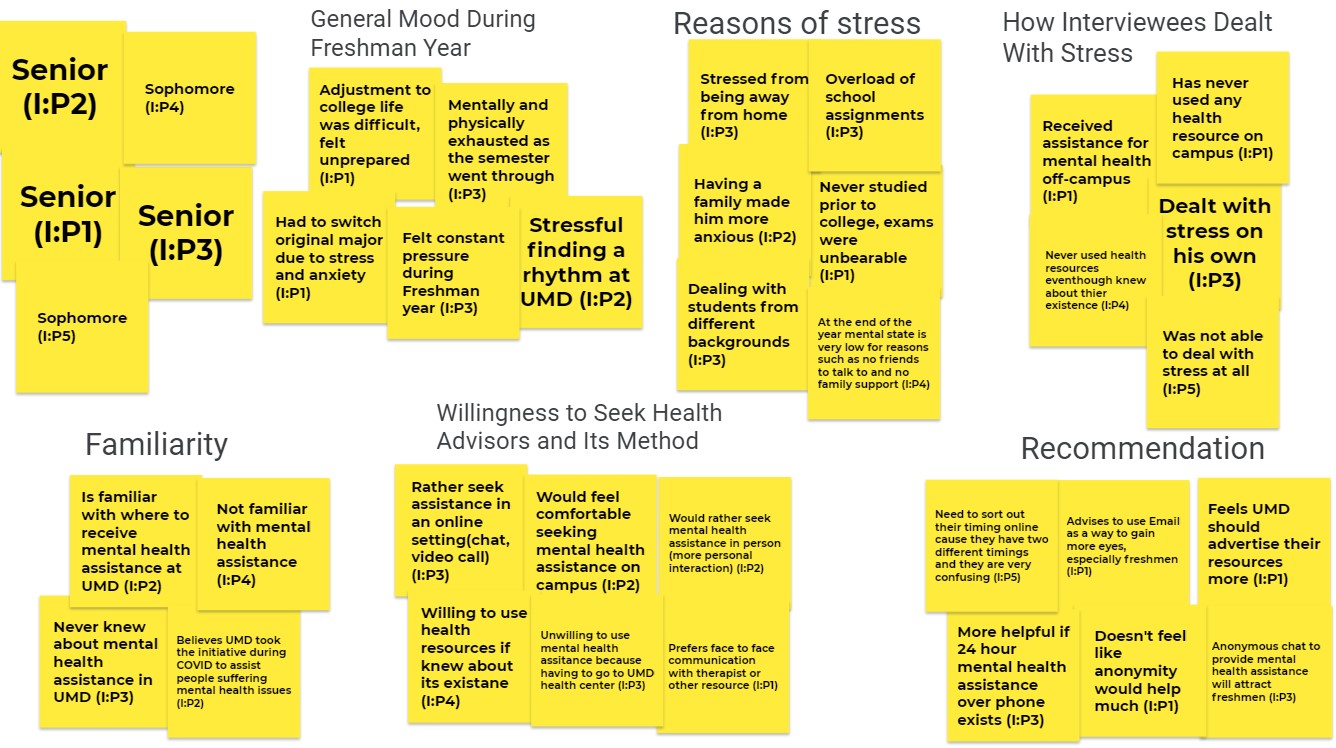 Senior
(I:P2)
Sophomore
(I:P4)
Senior
(I:P1)
Senior
(I:P3)
Sophomore
(I:P5)
General Mood During
Freshman Year
Adjustment to
college life
was difficult,
felt
unprepared
(I:P1)
Mentally and
physically
exhausted as
the semester
went through
(I:P3)
Had to switch
original major
due to stress
and anxiety
(I:P1)
Felt constant
pressure
during
Freshman
year (I:P3)
Stressful
finding a
rhythm at
UMD (I:P2)
Reasons of stress
Stressed from
being away
from home
(I:P3)
Overload of
school
assignments
(I:P3)
Having a
family made
him more
anxious (I:P2)
Never studied
prior to
college, exams
were
unbearable
(I:P1)
Dealing with
students from
different
backgrounds
(I:P3)
At the end of the
year mental state is
very low for reasons
such as no friends
to talk to and no
family support (I:P4)
How Interviewees Dealt
With Stress
Received
assistance for
mental health
off-campus
(I:P1)
Has never
used any
health
resource on
campus (I:P1)
Never used health
resources
eventhough knew
about thier
existence (I:P4)
Dealt with
stress on
his own
(I:P3)
Was not able
to deal with
stress at all
(I:P5)
Familiarity
Is familiar
with where to
receive
mental health
assistance at
UMD (I:P2)
Not familiar
with mental
health
assistance
(I:P4)
Never knew
about mental
health
assistance in
UMD (I:P3)
Believes UMD took
the initiative during
COVID to assist
people suffering
mental health issues
(I:P2)
Willingness to Seek Health
Advisors and Its Method
Rather seek
assistance in
an online
setting(chat,
video call)
(I:P3)
Would feel
comfortable
seeking
mental health
assistance on
campus (I:P2)
Would rather seek
mental health
assistance in person
(more personal
interaction) (I:P2)
Willing to use
health
resources if
knew about
its existane
(I:P4)
Unwilling to use
mental health
assitance because
having to go to UMD
health center (I:P3)
Prefers face to face
communication
with therapist or
other resource (I:P1)
Recommendation
Need to sort out
their timing online
cause they have two
different timings
and they are very
confusing (I:P5)
Advises to use Email
as a way to gain
more eyes,
especially freshmen
(I:P1)
Feels UMD
should
advertise their
resources
more (I:P1)
More helpful if
24 hour
mental health
assistance
over phone
exists (I:P3)
Doesn't feel
like
anonymity
would help
much (I:P1)
Anonymous chat to
provide mental
health assistance
will attract
freshmen (I:P3)